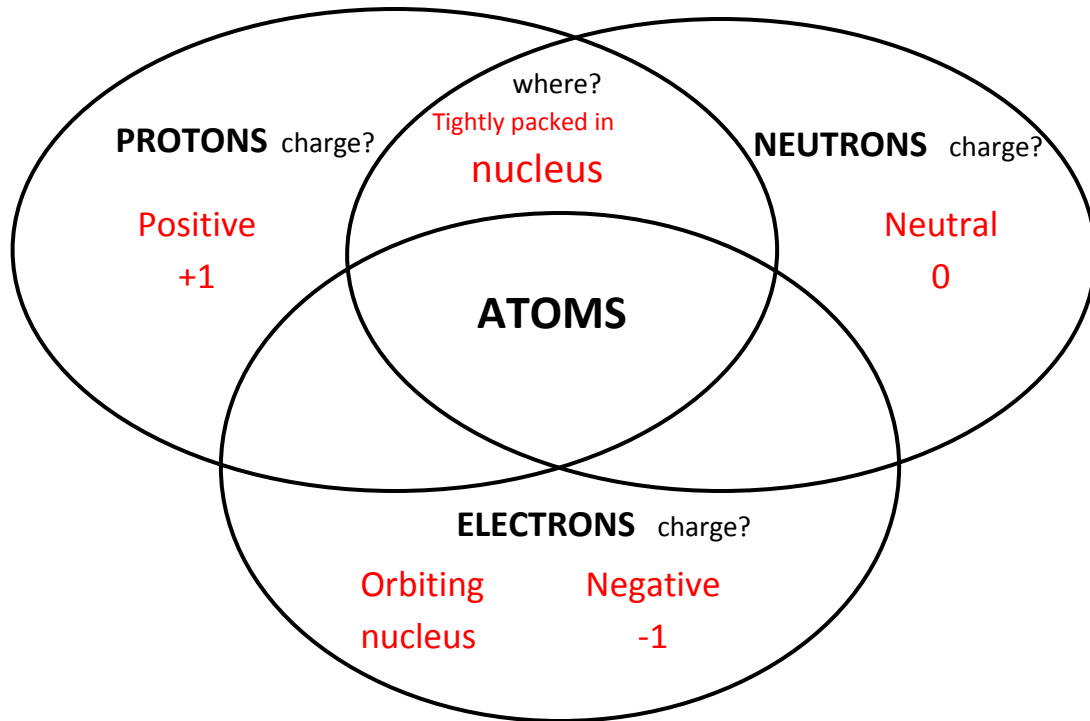 where?
Tightly packed in
nucleus
PROTONS charge?
Positive
+1
NEUTRONS charge?
Neutral
0
ATOMS
ELECTRONS charge?
Orbiting
nucleus
Negative
-1